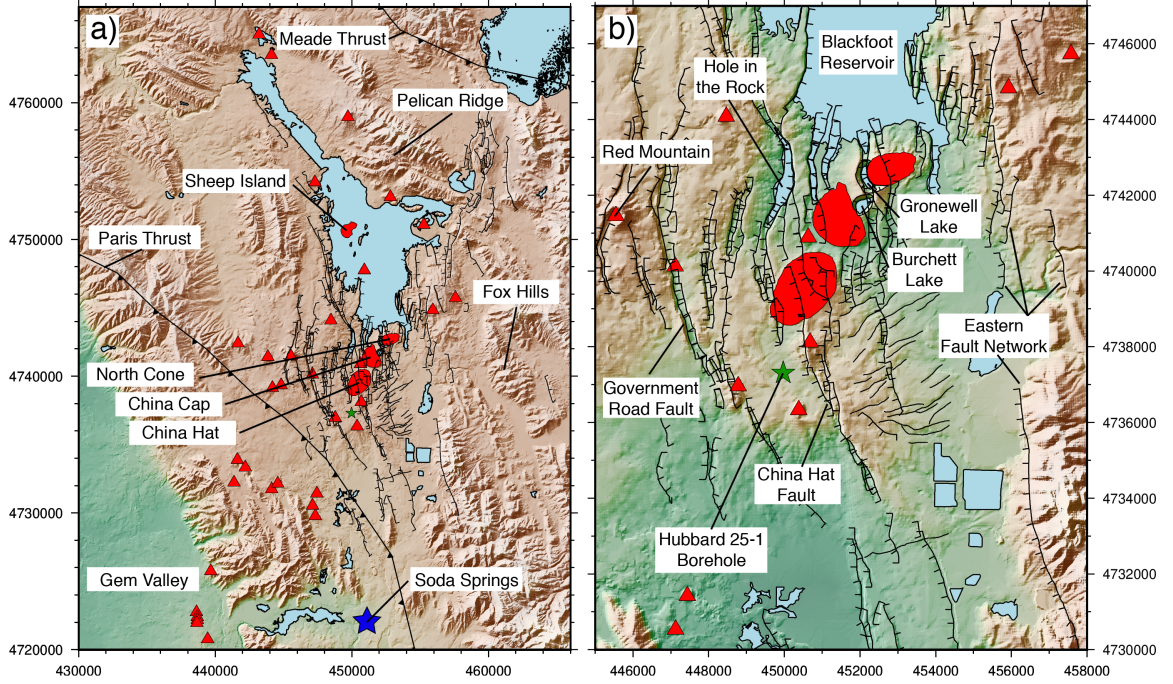 a)
Meade Thrust
4760000
Pelican Ridge
Sheep Island
Paris Thrust
4750000
Fox Hills
North Cone
4740000
China Cap
China Hat
4730000
Gem Valley
Soda Springs
4720000
430000
440000
450000
460000
b)
Blackfoot
Reservoir
4746000
Hole in
the Rock
4744000
Red Mountain
4742000
Gronewell
Lake
Burchett
Lake
4740000
Eastern
Fault Network
4738000
Government
Road Fault
4736000
China Hat
Fault
4734000
Hubbard 25-1
Borehole
4732000
4730000
446000
448000
450000
452000
454000
456000
458000